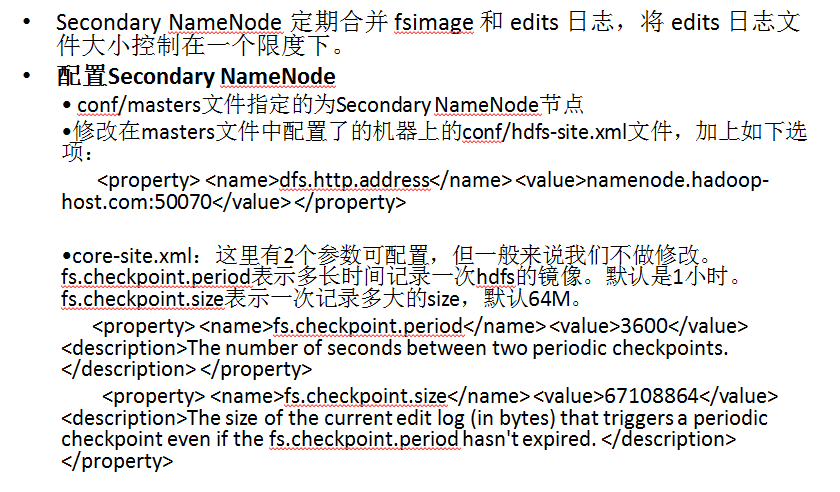 • Secondary NameNode 定期合并 fsimage 和 edits 日志，将 edits 日志文
件大小控制在一个限度下。
• 配置Secondary NameNode
• conf/masters文件指定的为Secondary NameNode节点
•修改在masters文件中配置了的机器上的conf/hdfs-site.xml文件，加上如下选
项：
<property> <name>dfs.http.address</name> <value>namenode.hadoop-
host.com:50070</value> </property>
•core-site.xml：这里有2个参数可配置，但一般来说我们不做修改。
fs.checkpoint.period表示多长时间记录一次hdfs的镜像。默认是1小时。
fs.checkpoint.size表示一次记录多大的size，默认64M。
<property> <name>fs.checkpoint.period</name> <value>3600</value>
<description>The number of seconds between two periodic checkpoints.
</description> </property>
<property> <name>fs.checkpoint.size</name> <value>67108864</value>
<description>The size of the current edit log (in bytes) that triggers a periodic
checkpoint even if the fs.checkpoint.period hasn't expired. </description>
</property>